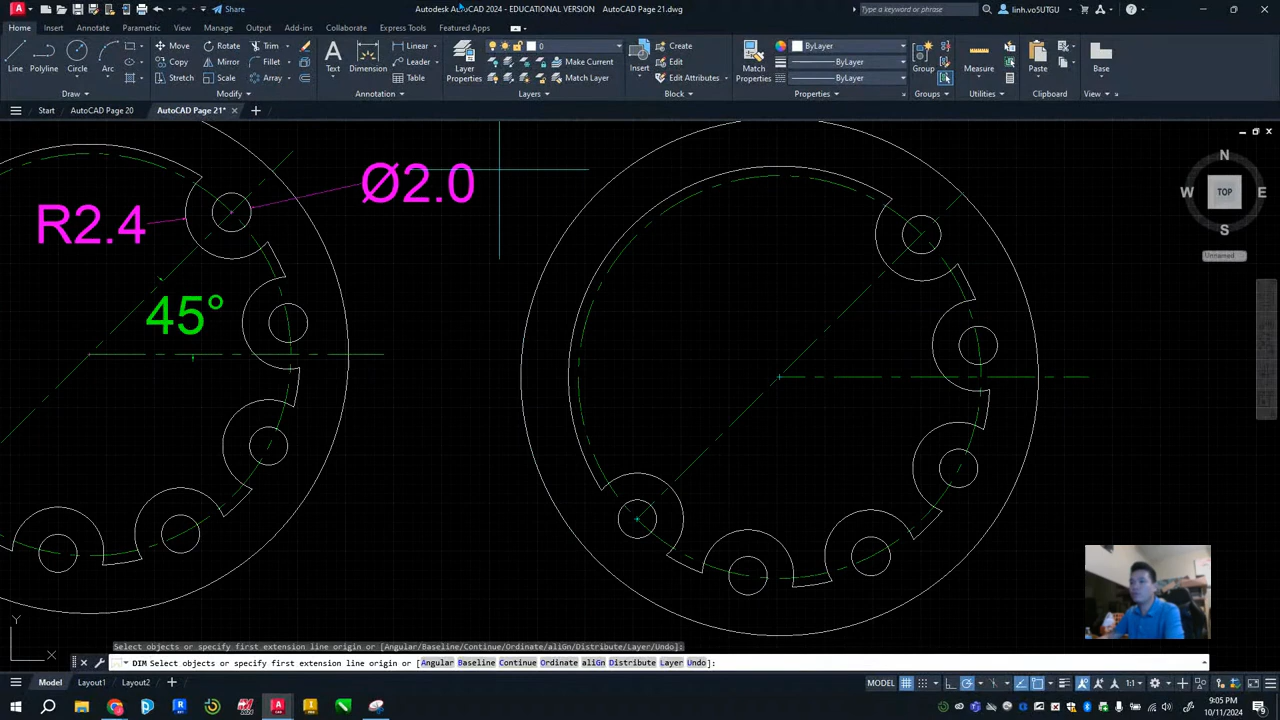 Share
Autodesk AutoCAD 2024 - EDUCATIONAL VERSION AutoCAD Page 21.dwg
Type a keyword or phrase
linh.vo5UTGU
Home Insert Annotate Parametric View Manage Output Add-ins Collaborate Express Tools Featured Apps
Line Polyline Circle Arc
Move Rotate Trim
Copy Mirror Fillet
Stretch Scale Array
Text Dimension
Linear
Leader
Table
Layer Properties
0
Make Current
Match Layer
Insert
Create
Edit
Edit Attributes
Match Properties
ByLayer
ByLayer
ByLayer
Group Measure Paste Base
Draw Modify Annotation Layers Block Properties Groups Utilities Clipboard View
Start AutoCAD Page 20 AutoCAD Page 21*
N
W TOP E
S
Unnamed
Ø2.0
R2.4
45°
Y
X
Select objects or specify first extension line origin or [Angular/Baseline/Continue/Ordinate/aliGn/Distribute/Layer/Undo]:
DIM Select objects or specify first extension line origin or [Angular Baseline Continue Ordinate aliGn Distribute Layer Undo]:
Model Layout1 Layout2
MODEL
1:1
9:05 PM
10/11/2024